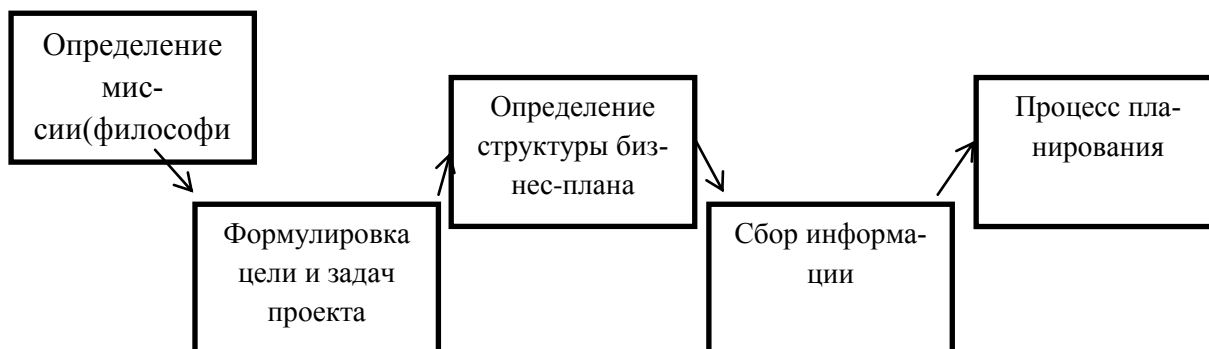 Определение
мис-
сии(философи
Формулировка
цели и задач
проекта
Определение
структуры биз-
нес-плана
Сбор информа-
ции
Процесс пла-
нирования